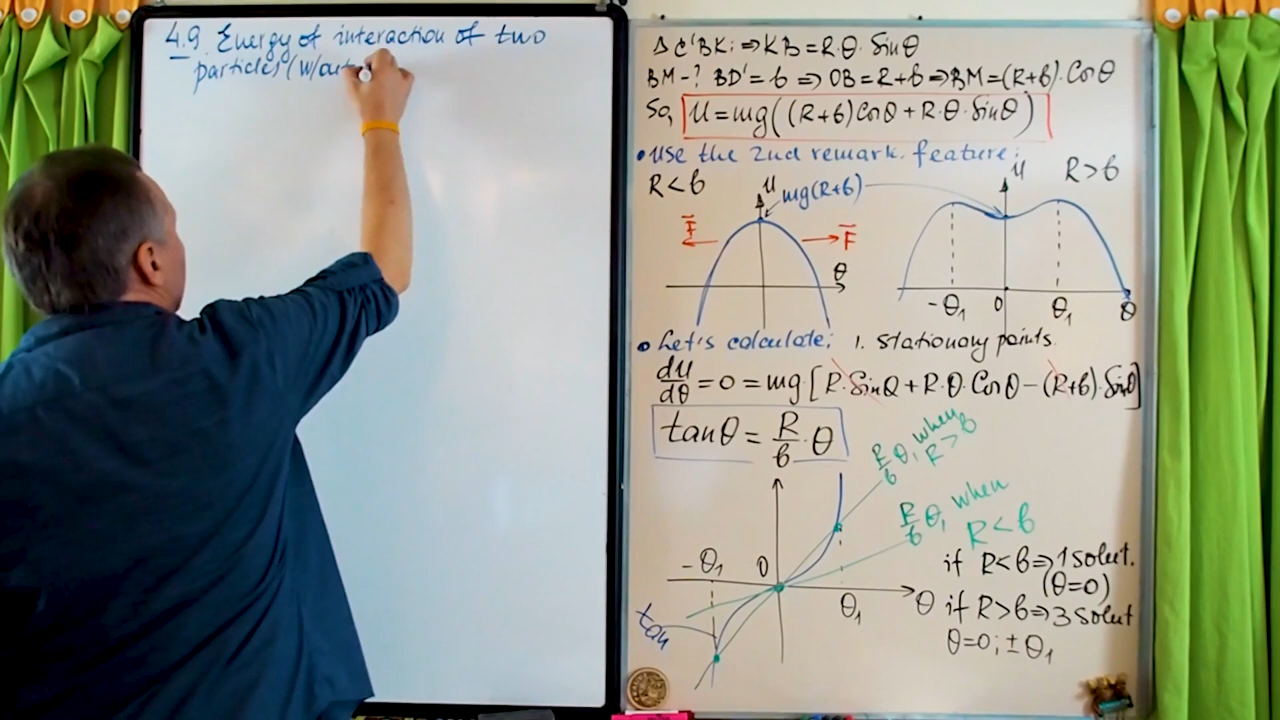 4.9. Energy of interaction of two
particles (w/out
Δ C'BK: ⇒ KB = R·θ·Sinθ
BM-? BD' = b ⇒ OB = R+b ⇒ BM = (R+b)·Cosθ
So, U = mg((R+b)Cosθ + R·θ·Sinθ)
• Use the 2nd remark. feature:
R < b
U
mg(R+b)
U
R > b
F
F
θ
-θ₁
0
θ₁
θ
• Let's calculate: 1. Stationary points.
dU/dθ = 0 = mg[R·Sinθ + R·θ·Cosθ - (R+b)·Sinθ]
tanθ = R/b·θ
R/b θ, when
R > b
R/b θ, when
R < b
-θ₁
0
θ₁
θ
tan
if R < b ⇒ 1 solut.
(θ=0)
if R > b ⇒ 3 solut
θ=0; ±θ₁